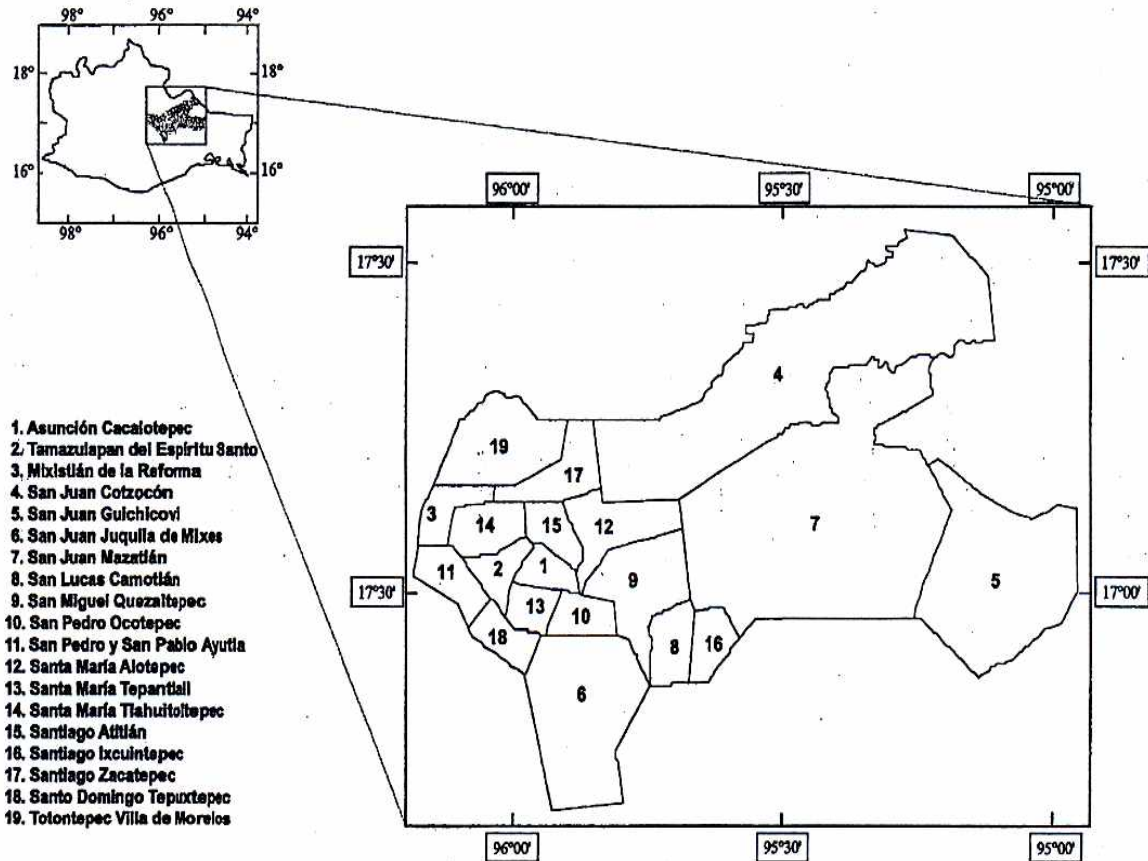 98° 96° 94°
18° 18°
16° 16°
98° 96° 94°
96°00' 95°30' 95°00'
17°30' 17°30'
4
19
17
3 14 15 12 7
11 2 1 9 5
17°30' 17°00'
13 10
18 8 16
6
96°00' 95°30' 95°00'
1. Asunción Cacalotepec
2. Tamazulapan del Espíritu Santo
3. Mixistlán de la Reforma
4. San Juan Cotzocón
5. San Juan Guichicovi
6. San Juan Juquila de Mixes
7. San Juan Mazatlán
8. San Lucas Camotlán
9. San Miguel Quezaltepec
10. San Pedro Ocotepec
11. San Pedro y San Pablo Ayutla
12. Santa María Alotepec
13. Santa María Tepantlali
14. Santa María Tlahuitoltepec
15. Santiago Atitlán
16. Santiago Ixcuintepec
17. Santiago Zacatepec
18. Santo Domingo Tepuxtepec
19. Totontepec Villa de Morelos